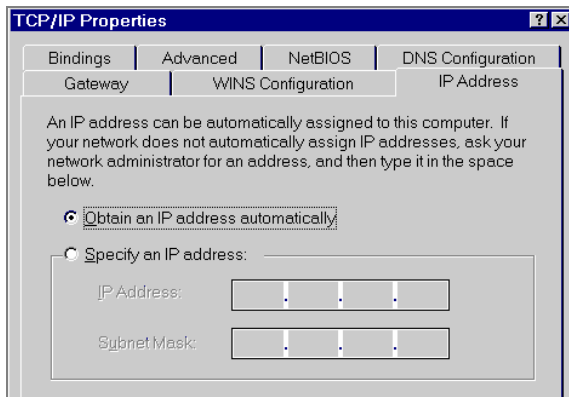 TCP/IP Properties
Bindings Advanced NetBIOS DNS Configuration
Gateway WINS Configuration IP Address
An IP address can be automatically assigned to this computer. If
your network does not automatically assign IP addresses, ask your
network administrator for an address, and then type it in the space
below.
Obtain an IP address automatically
Specify an IP address:
IP Address:
Subnet Mask: